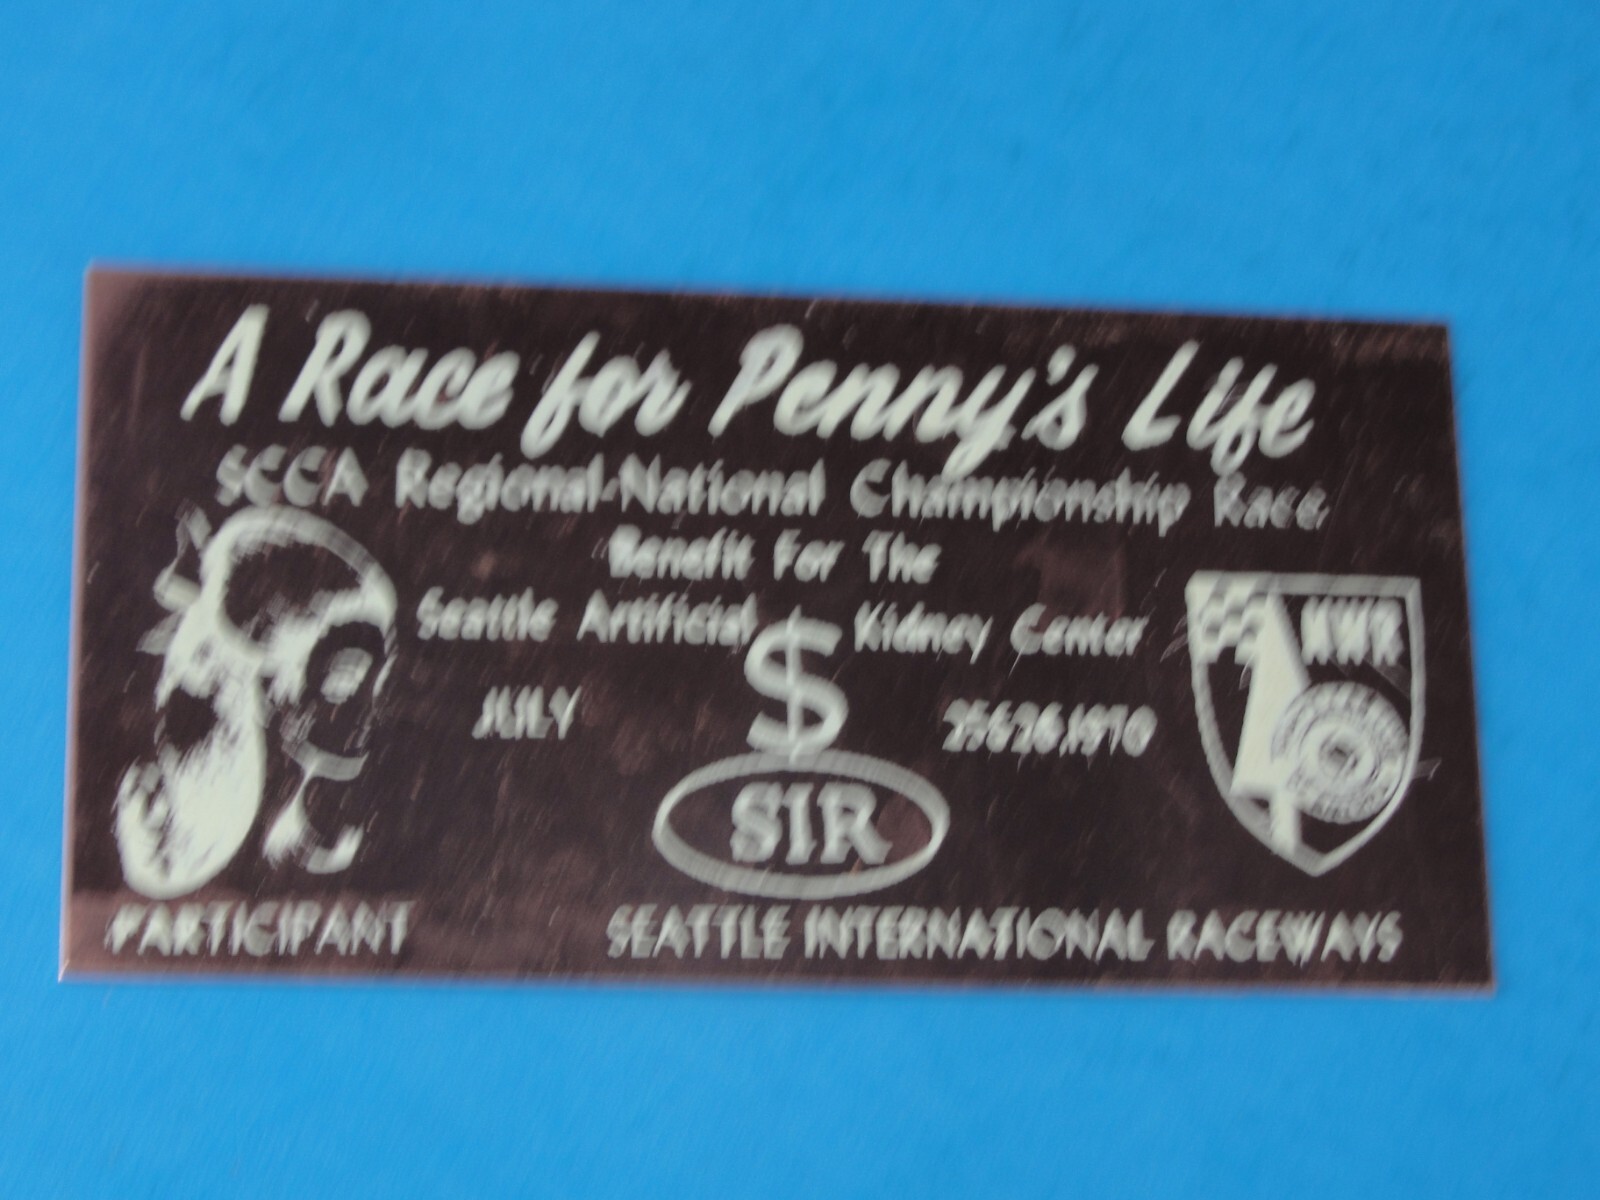 A Race for Penny's Life
SCCA Regional-National Championship Race
Benefit For The
Seattle Artificial $ Kidney Center
JULY 25&26,1970
NWR
SIR
PARTICIPANT SEATTLE INTERNATIONAL RACEWAYS